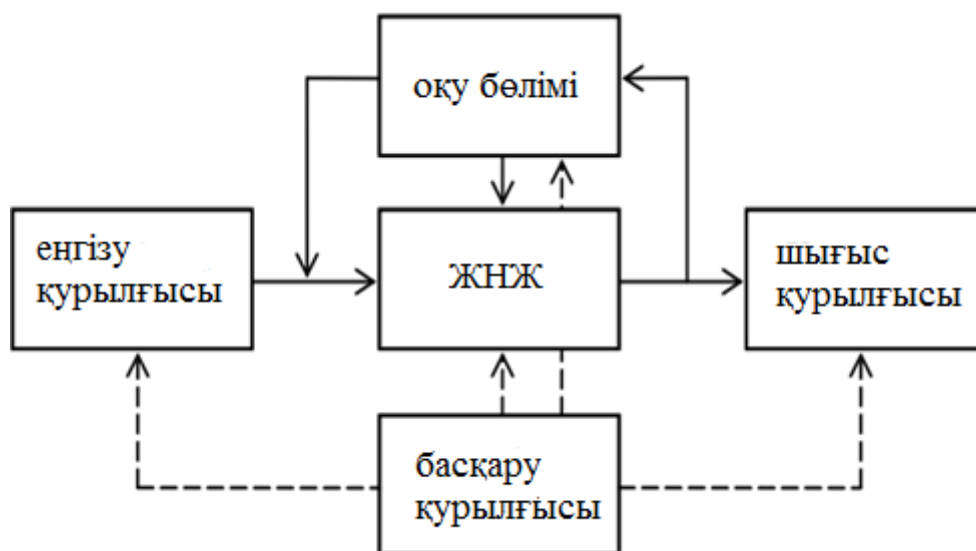 оқу бөлімі
еңгізу
құрылғысы
ЖНЖ
шығыс
құрылғысы
басқару
құрылғысы